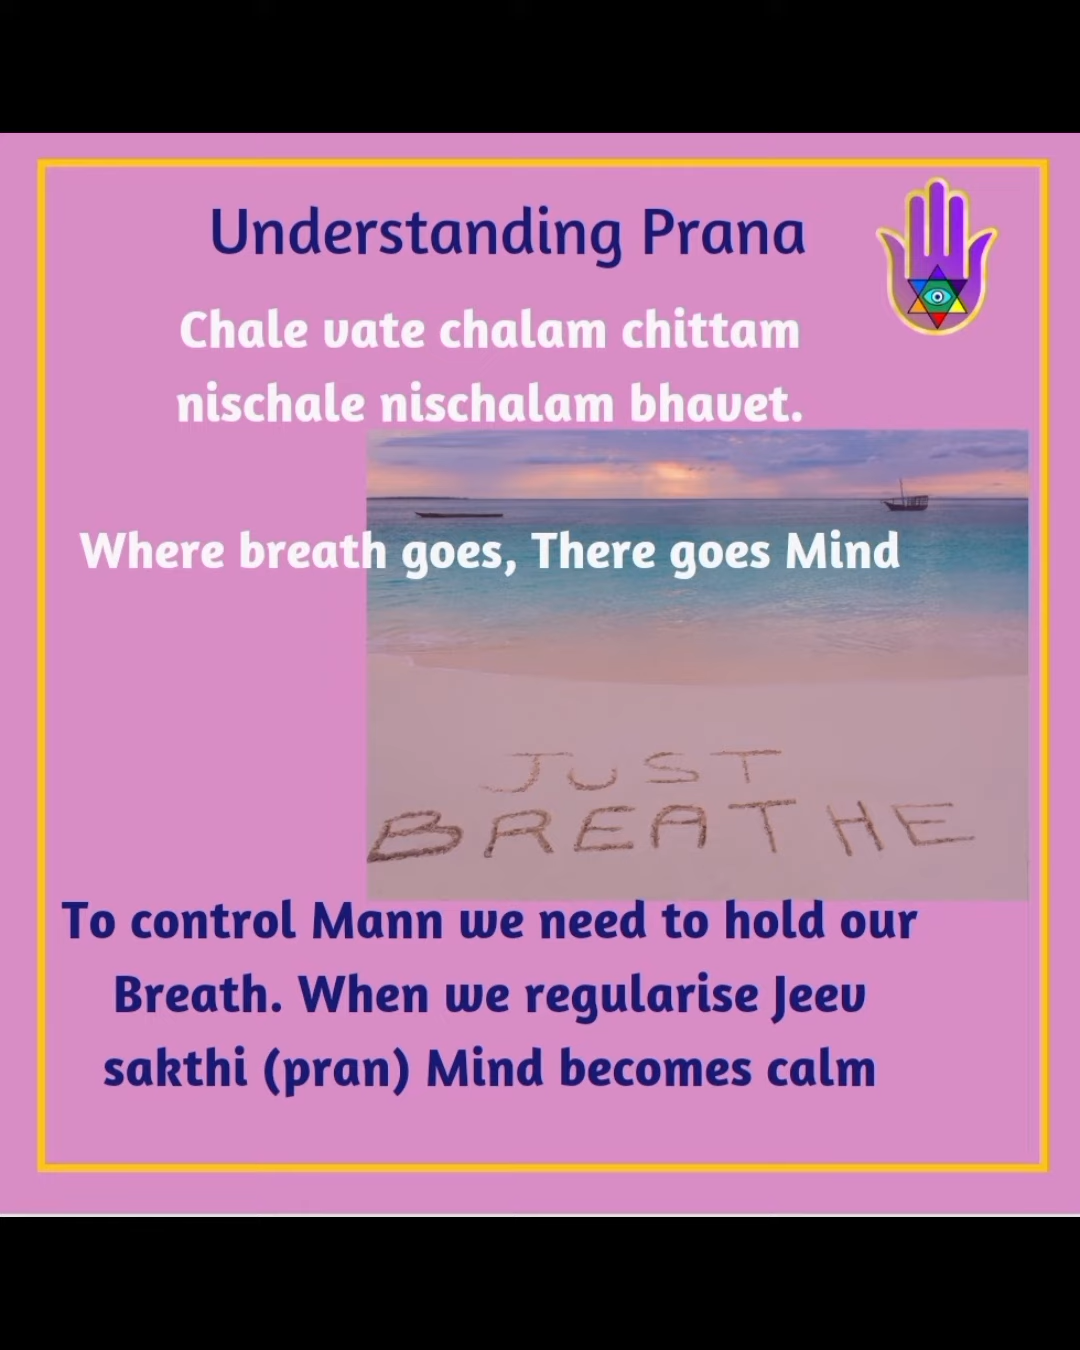 Understanding Prana
Chale vate chalam chittam
nischale nischalam bhavet.
Where breath goes, There goes Mind
JUST
BREATHE
To control Mann we need to hold our
Breath. When we regularise Jeev
sakthi (pran) Mind becomes calm